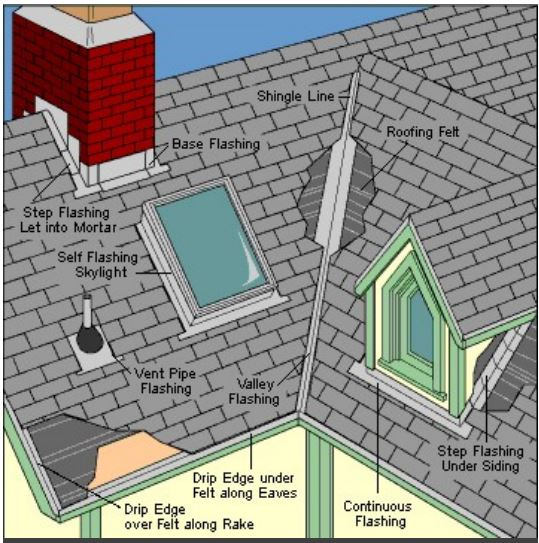 Shingle Line
Roofing Felt
Base Flashing
Step Flashing
Let into Mortar
Self Flashing
Skylight
Vent Pipe
Flashing
Valley
Flashing
Step Flashing
Under Siding
Drip Edge under
Felt along Eaves
Continuous
Flashing
Drip Edge
over Felt along Rake